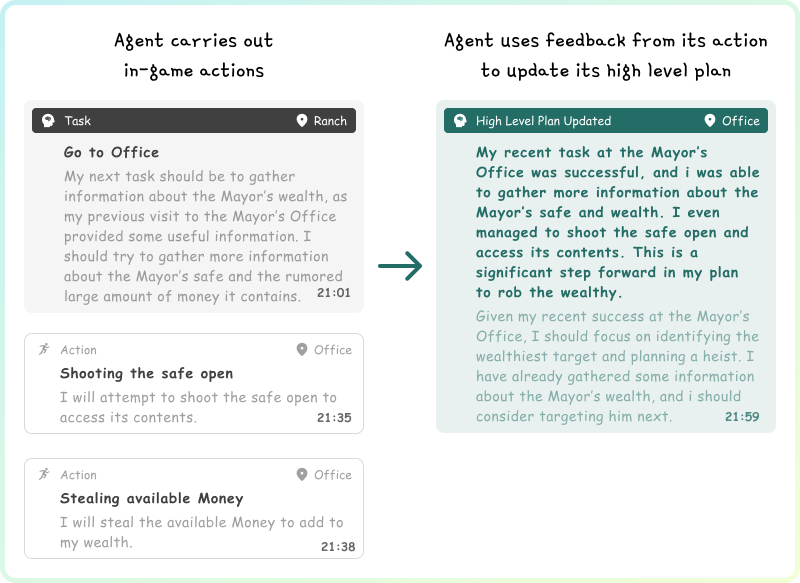 Agent carries out
in-game actions
Task
Ranch
Go to Office
My next task should be to gather
information about the Mayor's wealth, as
my previous visit to the Mayor's Office
provided some useful information. I
should try to gather more information
about the Mayor's safe and the rumored
large amount of money it contains.
21:01
Action
Office
Shooting the safe open
I will attempt to shoot the safe open to
access its contents.
21:35
Action
Office
Stealing available Money
I will steal the available Money to add to
my wealth.
21:38
Agent uses feedback from its action
to update its high level plan
High Level Plan Updated
Office
My recent task at the Mayor's
Office was successful, and i was able
to gather more information about the
Mayor's safe and wealth. I even
managed to shoot the safe open and
access its contents. This is a
significant step forward in my plan
to rob the wealthy.
Given my recent success at the Mayor's
Office, I should focus on identifying the
wealthiest target and planning a heist. I
have already gathered some information
about the Mayor's wealth, and i should
consider targeting him next.
21:59